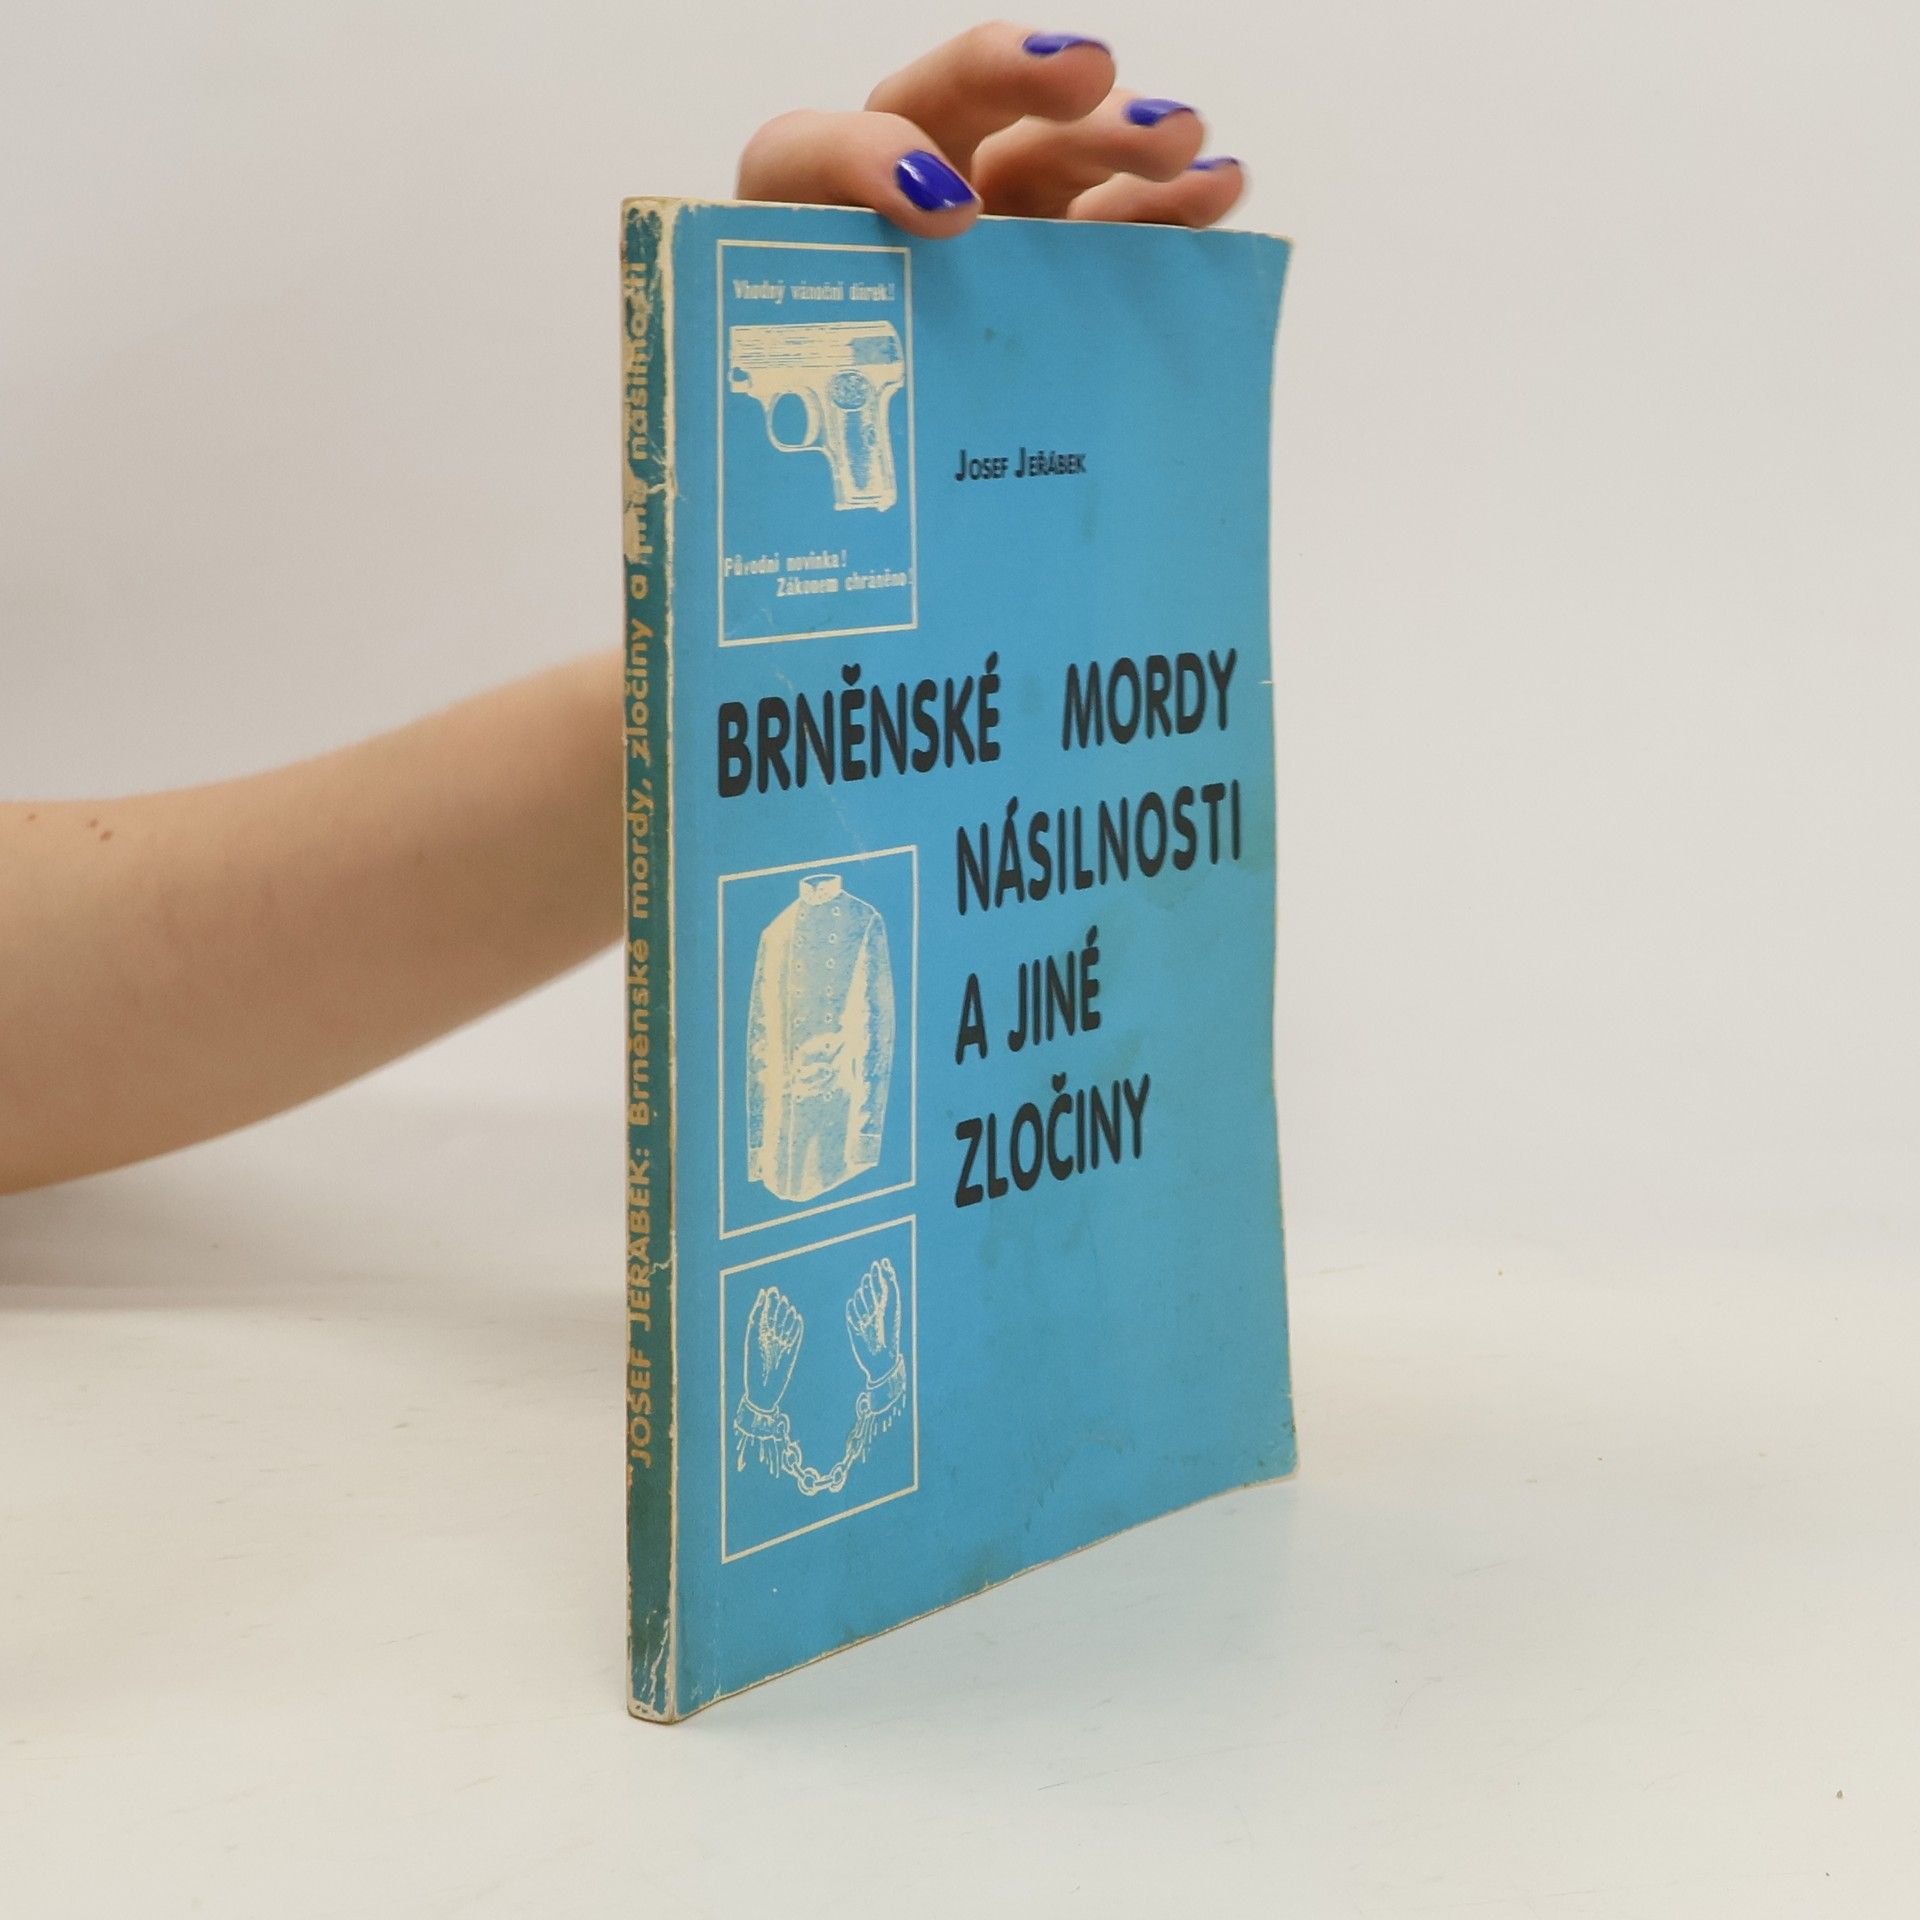 JOSEF JEŘÁBEK: Brněnské mordy, zločiny a jiné násilnosti
Vhodný vánoční dárek!
Původní novinka!
Zákonem chráněno!
JOSEF JEŘÁBEK
BRNĚNSKÉ MORDY
NÁSILNOSTI
A JINÉ
ZLOČINY